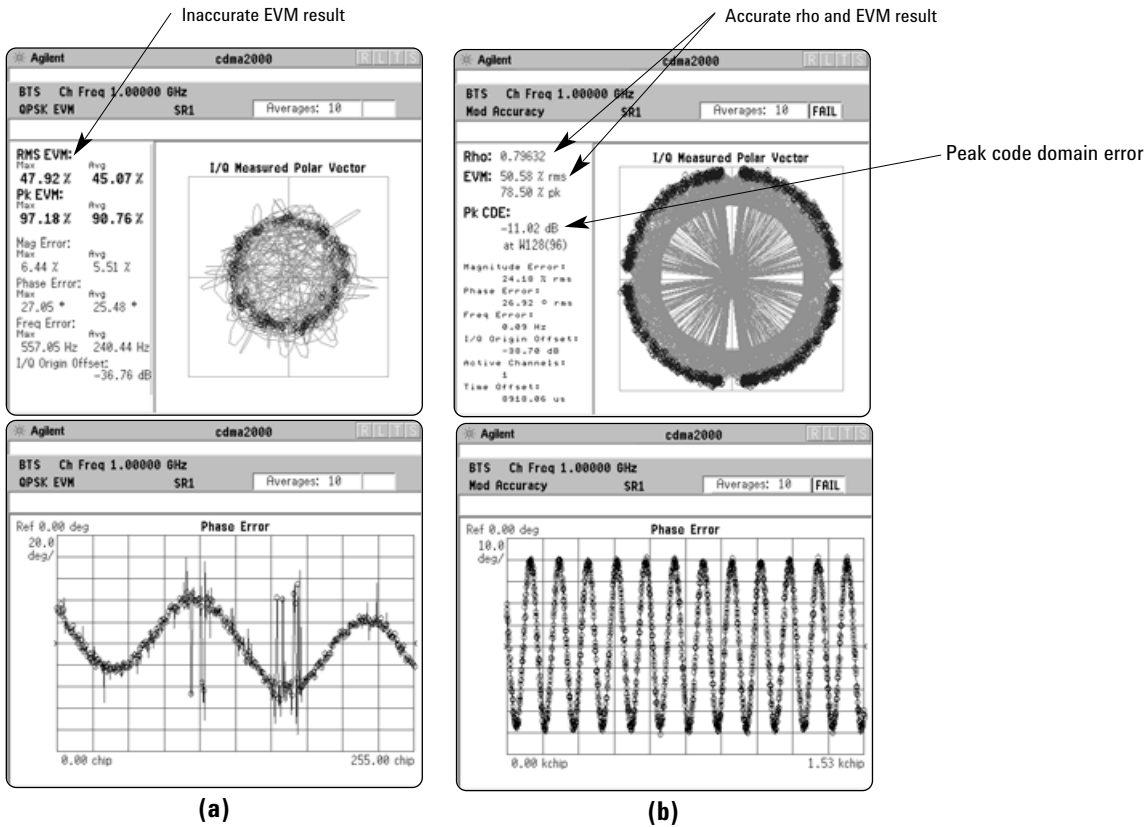 Inaccurate EVM result
Accurate rho and EVM result
Agilent cdma2000 R L T S
BTS Ch Freq 1.00000 GHz
QPSK EVM SR1 Averages: 10
RMS EVM:
Max Avg
47.92 % 45.07 %
Pk EVM:
Max Avg
97.18 % 90.76 %
Mag Error:
Max Avg
6.44 % 5.51 %
Phase Error:
Max Avg
27.05 ° 25.48 °
Freq Error:
Max Avg
557.05 Hz 240.44 Hz
I/Q Origin Offset:
-36.76 dB
I/Q Measured Polar Vector
Agilent cdma2000 R L T S
BTS Ch Freq 1.00000 GHz
Mod Accuracy SR1 Averages: 10 FAIL
Rho: 0.79632
EVM: 50.58 % rms
78.50 % pk
Pk CDE:
-11.02 dB
at W128(96)
Magnitude Error:
24.18 % rms
Phase Error:
26.92 ° rms
Freq Error:
0.09 Hz
I/Q Origin Offset:
-38.70 dB
Active Channels:
1
Time Offset:
8918.06 us
I/Q Measured Polar Vector
Peak code domain error
Agilent cdma2000 R L T S
BTS Ch Freq 1.00000 GHz
QPSK EVM SR1 Averages: 10
Ref 0.00 deg Phase Error
20.0
deg/
0.00 chip 255.00 chip
(a)
Agilent cdma2000 R L T S
BTS Ch Freq 1.00000 GHz
Mod Accuracy SR1 Averages: 10 FAIL
Ref 0.00 deg Phase Error
10.0
deg/
0.00 kchip 1.53 kchip
(b)